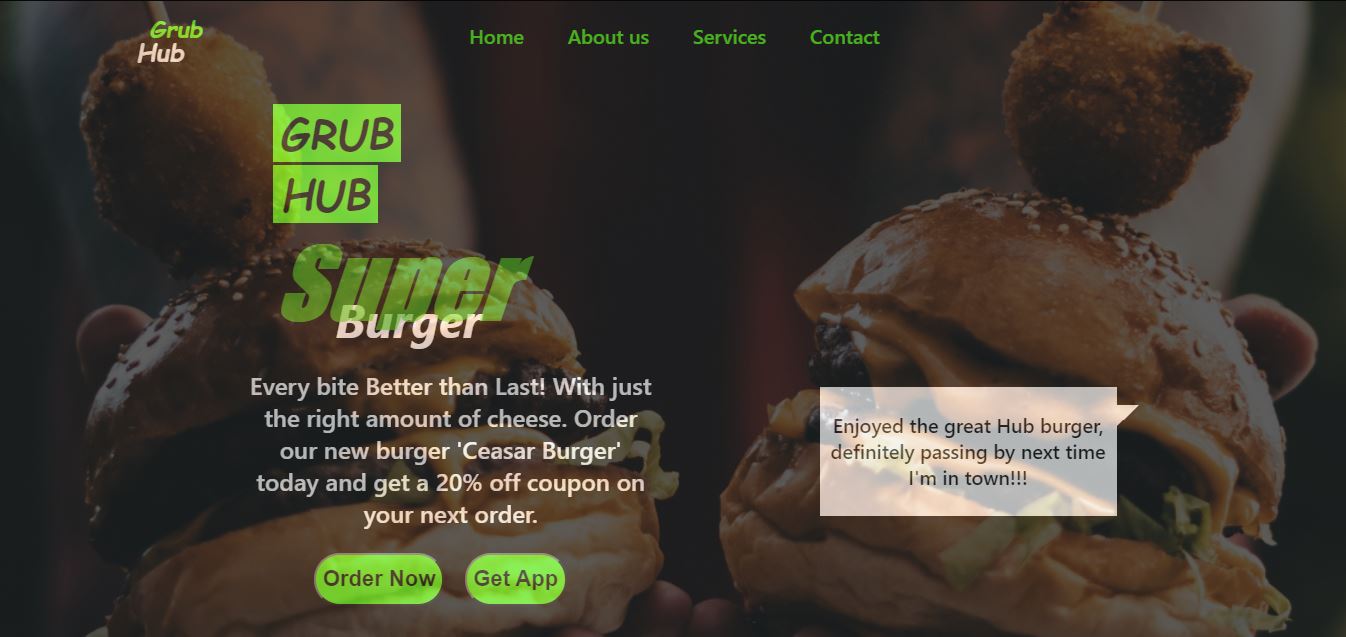 Grub
Hub
Home About us Services Contact
GRUB
HUB
Super
Burger
Every bite Better than Last! With just
the right amount of cheese. Order
our new burger 'Ceasar Burger'
today and get a 20% off coupon on
your next order.
Order Now Get App
Enjoyed the great Hub burger,
definitely passing by next time
I'm in town!!!